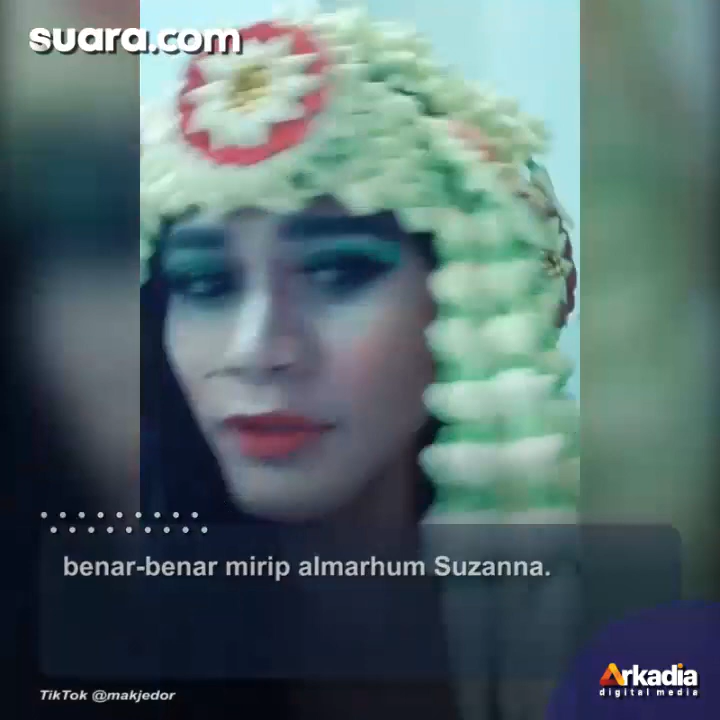 suara.com
benar-benar mirip almarhum Suzanna.
TikTok @makjedor
Arkadia
digital media